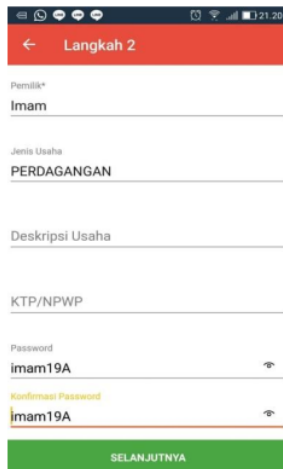 21.20
Langkah 2
Pemilik*
Imam
Jenis Usaha
PERDAGANGAN
Deskripsi Usaha
KTP/NPWP
Password
imam19A
Konfirmasi Password
imam19A
SELANJUTNYA